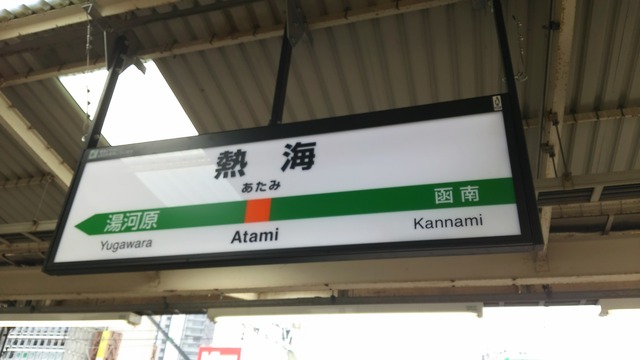 熱海
あたみ
湯河原
函南
Yugawara
Atami
Kannami